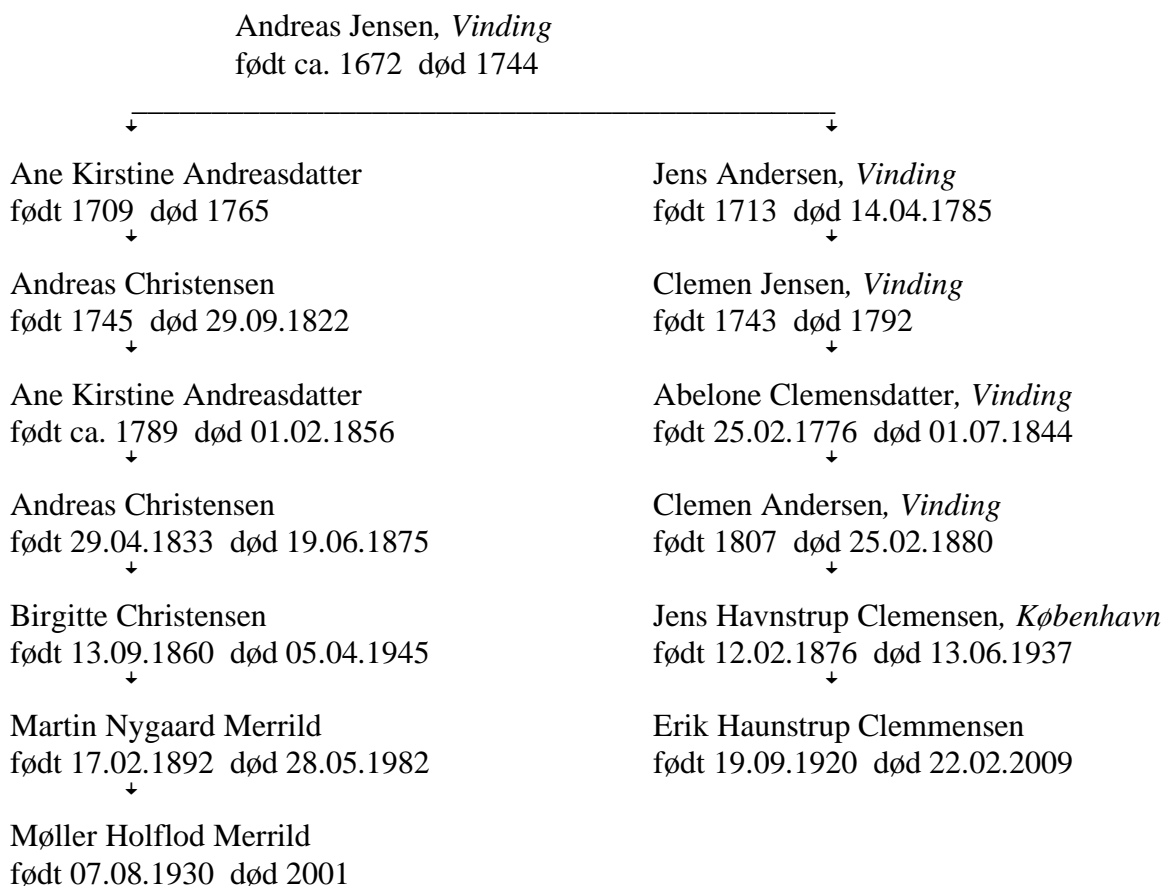 Andreas Jensen, Vinding
født ca. 1672 død 1744
Ane Kirstine Andreasdatter
født 1709 død 1765
Andreas Christensen
født 1745 død 29.09.1822
Ane Kirstine Andreasdatter
født ca. 1789 død 01.02.1856
Andreas Christensen
født 29.04.1833 død 19.06.1875
Birgitte Christensen
født 13.09.1860 død 05.04.1945
Martin Nygaard Merrild
født 17.02.1892 død 28.05.1982
Møller Holflod Merrild
født 07.08.1930 død 2001
Jens Andersen, Vinding
født 1713 død 14.04.1785
Clemen Jensen, Vinding
født 1743 død 1792
Abelone Clemensdatter, Vinding
født 25.02.1776 død 01.07.1844
Clemen Andersen, Vinding
født 1807 død 25.02.1880
Jens Havnstrup Clemensen, København
født 12.02.1876 død 13.06.1937
Erik Haunstrup Clemmensen
født 19.09.1920 død 22.02.2009